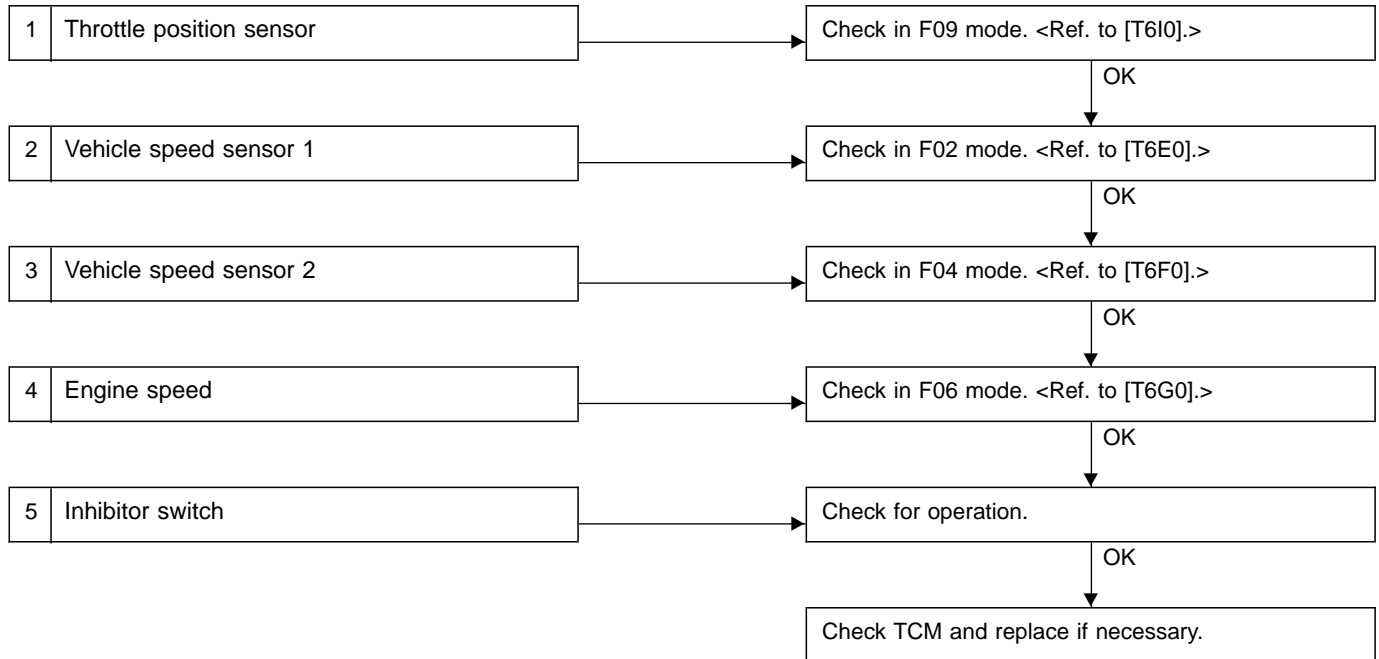 1 Throttle position sensor
Check in F09 mode. <Ref. to [T6I0].>
OK
2 Vehicle speed sensor 1
Check in F02 mode. <Ref. to [T6E0].>
OK
3 Vehicle speed sensor 2
Check in F04 mode. <Ref. to [T6F0].>
OK
4 Engine speed
Check in F06 mode. <Ref. to [T6G0].>
OK
5 Inhibitor switch
Check for operation.
OK
Check TCM and replace if necessary.